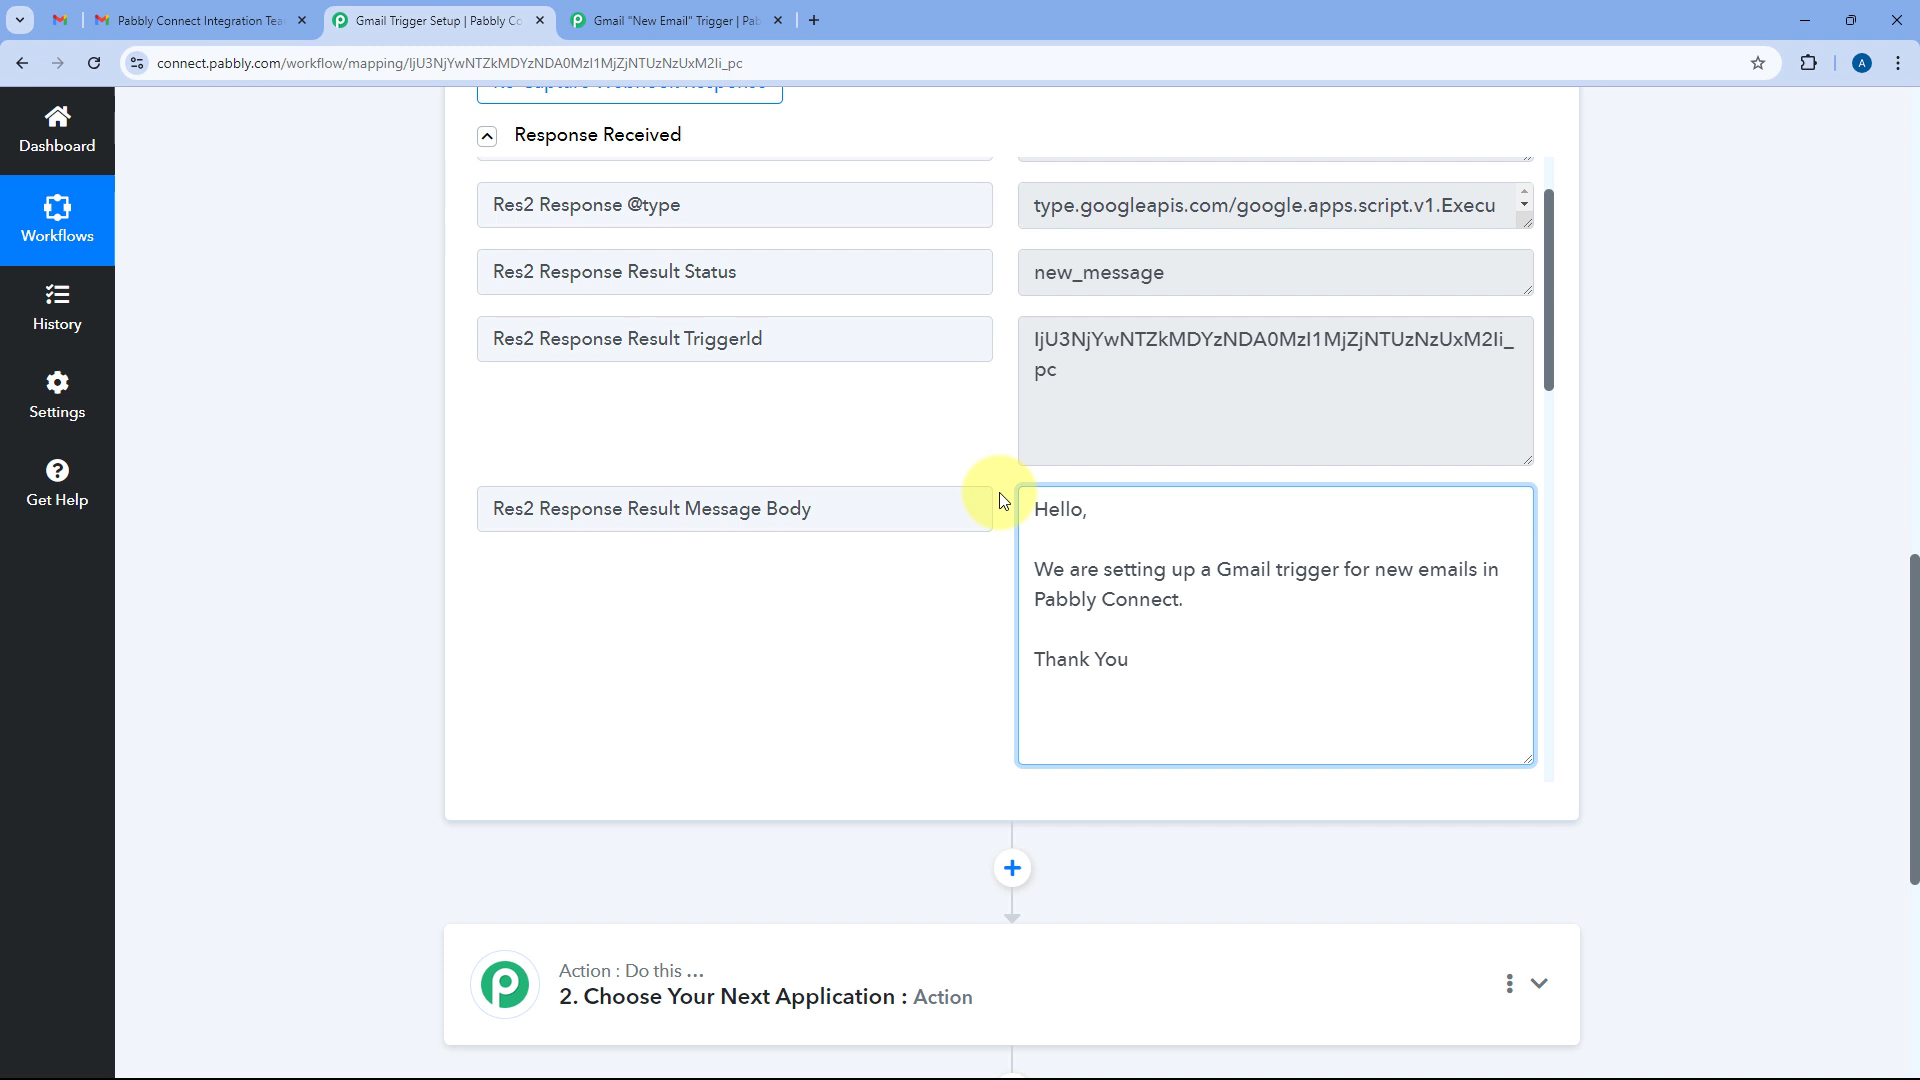 Pabbly Connect Integration Tea
Gmail Trigger Setup | Pabbly Co
Gmail "New Email" Trigger | Pab
connect.pabbly.com/workflow/mapping/IjU3NjYwNTZkMDYzNDA0MzI1MjZjNTUzNzUxM2Ii_pc
A
Dashboard
Workflows
History
Settings
Get Help
Response Received
Res2 Response @type
type.googleapis.com/google.apps.script.v1.Execu
Res2 Response Result Status
new_message
Res2 Response Result TriggerId
IjU3NjYwNTZkMDYzNDA0MzI1MjZjNTUzNzUxM2Ii_
pc
Res2 Response Result Message Body
Hello,
We are setting up a Gmail trigger for new emails in
Pabbly Connect.
Thank You
Action : Do this ...
2. Choose Your Next Application : Action